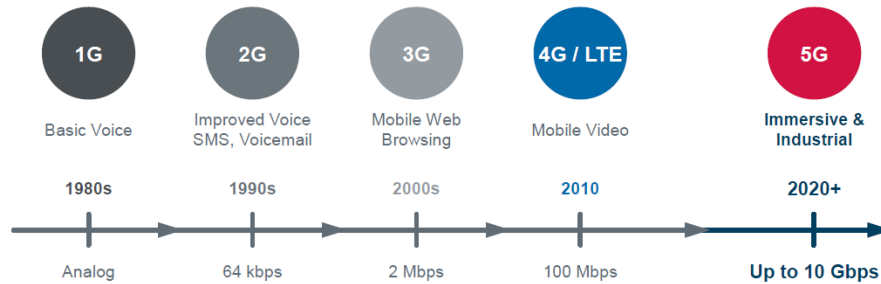 1G
2G
3G
4G / LTE
5G
Basic Voice
Improved Voice
SMS, Voicemail
Mobile Web
Browsing
Mobile Video
Immersive &
Industrial
1980s
1990s
2000s
2010
2020+
Analog
64 kbps
2 Mbps
100 Mbps
Up to 10 Gbps